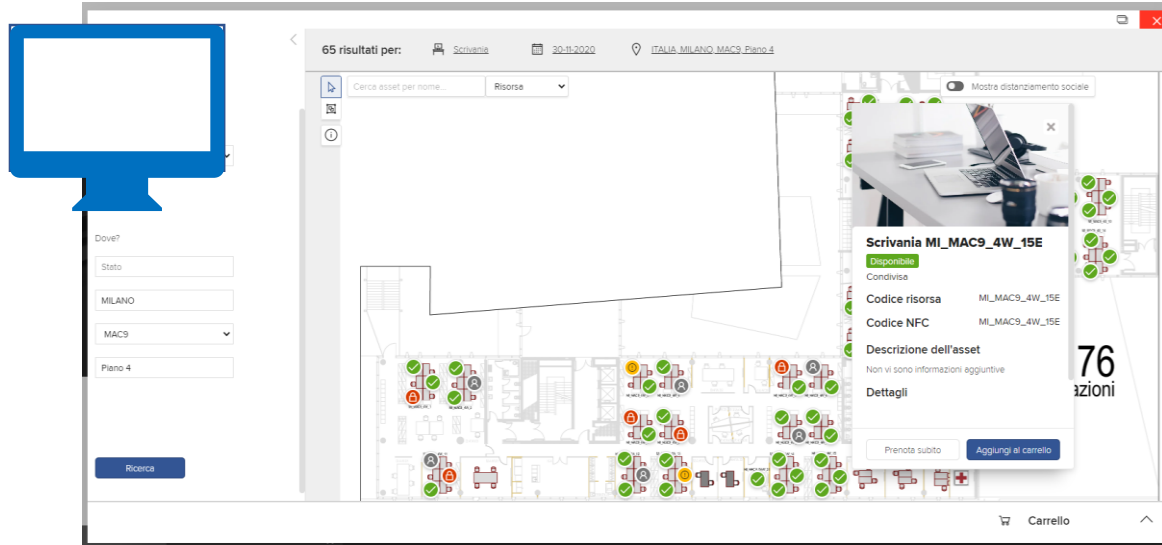 65 risultati per:
Scrivania
30-11-2020
ITALIA, MILANO, MAC9, Piano 4
Cerca asset per nome...
Risorsa
Mostra distanziamento sociale
Dove?
Stato
MILANO
MAC9
Piano 4
Ricerca
Scrivania MI_MAC9_4W_15E
Disponibile
Condivisa
Codice risorsa MI_MAC9_4W_15E
Codice NFC MI_MAC9_4W_15E
Descrizione dell'asset
Non vi sono informazioni aggiuntive
Dettagli
Prenota subito
Aggiungi al carrello
76
azioni
Carrello